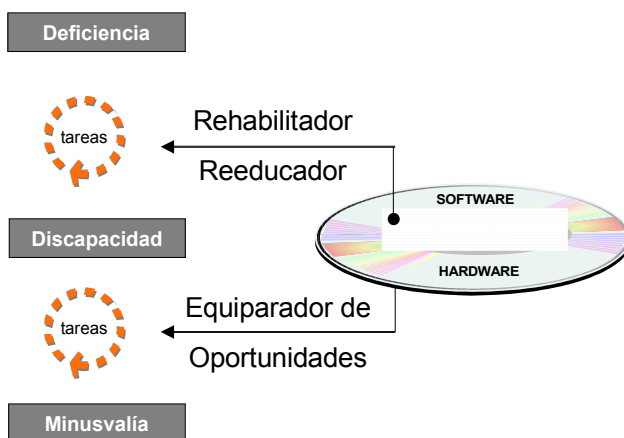 Deficiencia
tareas
Rehabilitador
Reeducador
SOFTWARE
HARDWARE
Discapacidad
tareas
Equiparador de
Oportunidades
Minusvalía